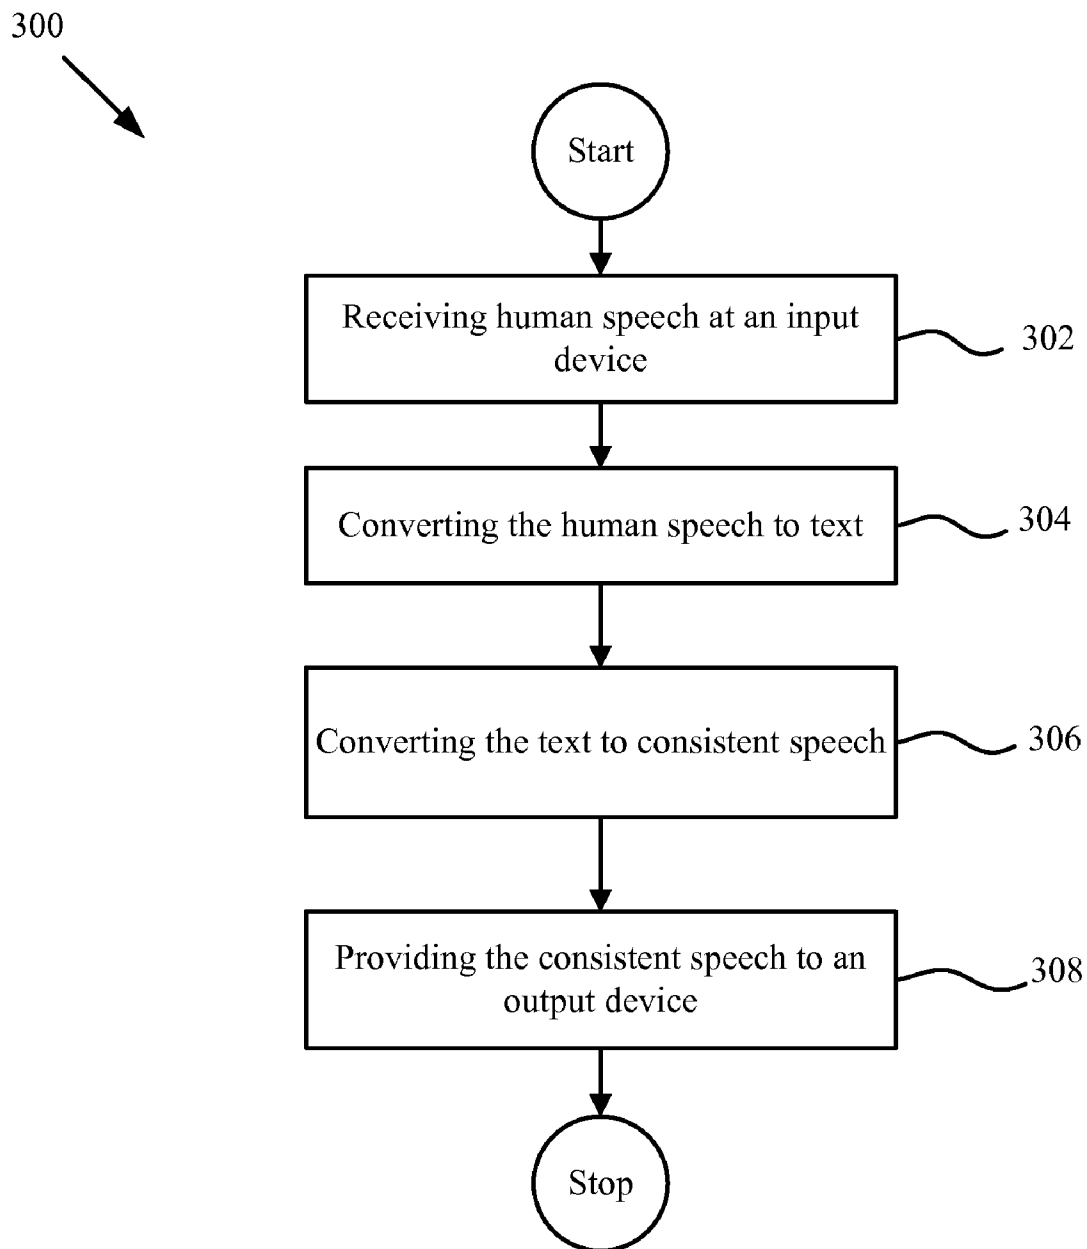 300
Start
Receiving human speech at an input
device
302
Converting the human speech to text
304
Converting the text to consistent speech
306
Providing the consistent speech to an
output device
308
Stop